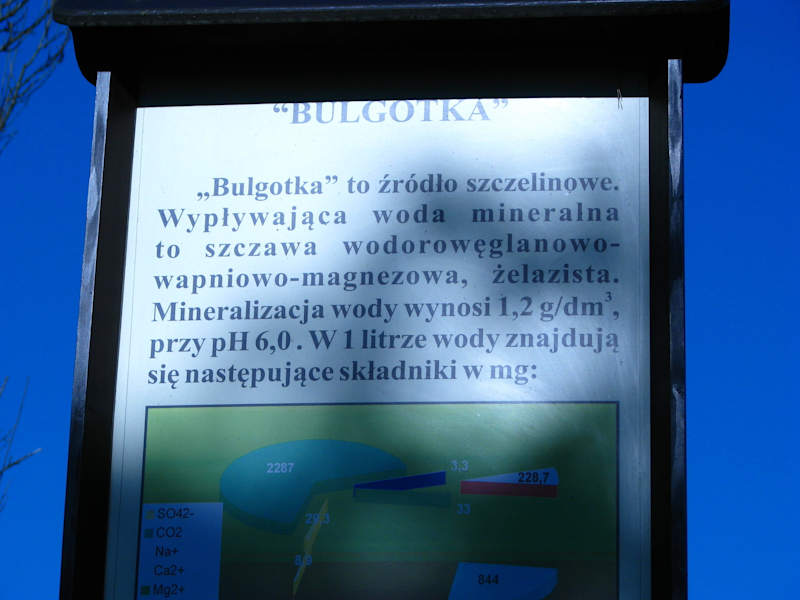 “BULGOTKA”
„Bulgotka” to źródło szczelinowe.
Wypływająca woda mineralna
to szczawa wodorowęglanowo-
wapniowo-magnezowa, żelazista.
Mineralizacja wody wynosi 1,2 g/dm³,
przy pH 6,0 . W 1 litrze wody znajdują
się następujące składniki w mg:
2287
3,3
228,7
33
8,9
844
SO42-
CO2
Na+
Ca2+
Mg2+